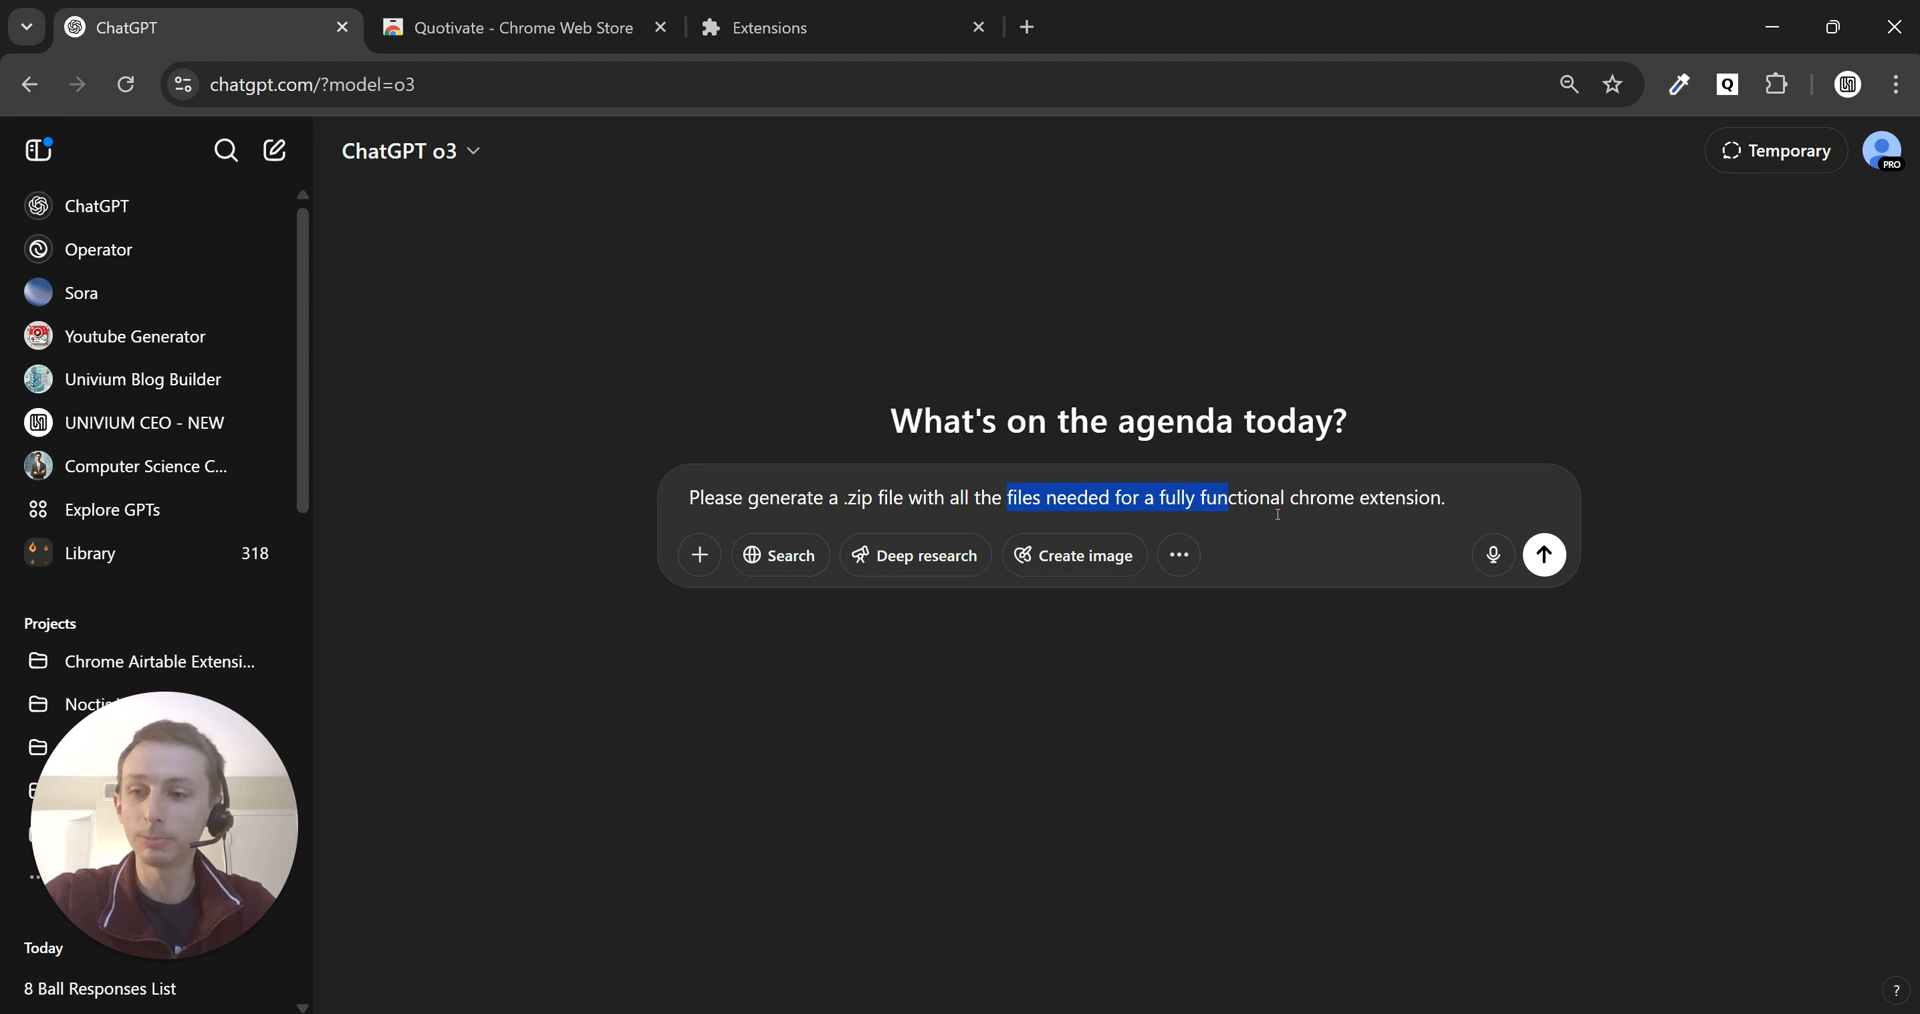 ChatGPT
Quotivate - Chrome Web Store
Extensions
chatgpt.com/?model=o3
Q
ChatGPT o3
Temporary
PRO
ChatGPT
Operator
Sora
Youtube Generator
Univium Blog Builder
UNIVIUM CEO - NEW
Computer Science C...
Explore GPTs
Library 318
Projects
Chrome Airtable Extensi...
Today
8 Ball Responses List
What's on the agenda today?
Please generate a .zip file with all the files needed for a fully functional chrome extension.
Search
Deep research
Create image
?